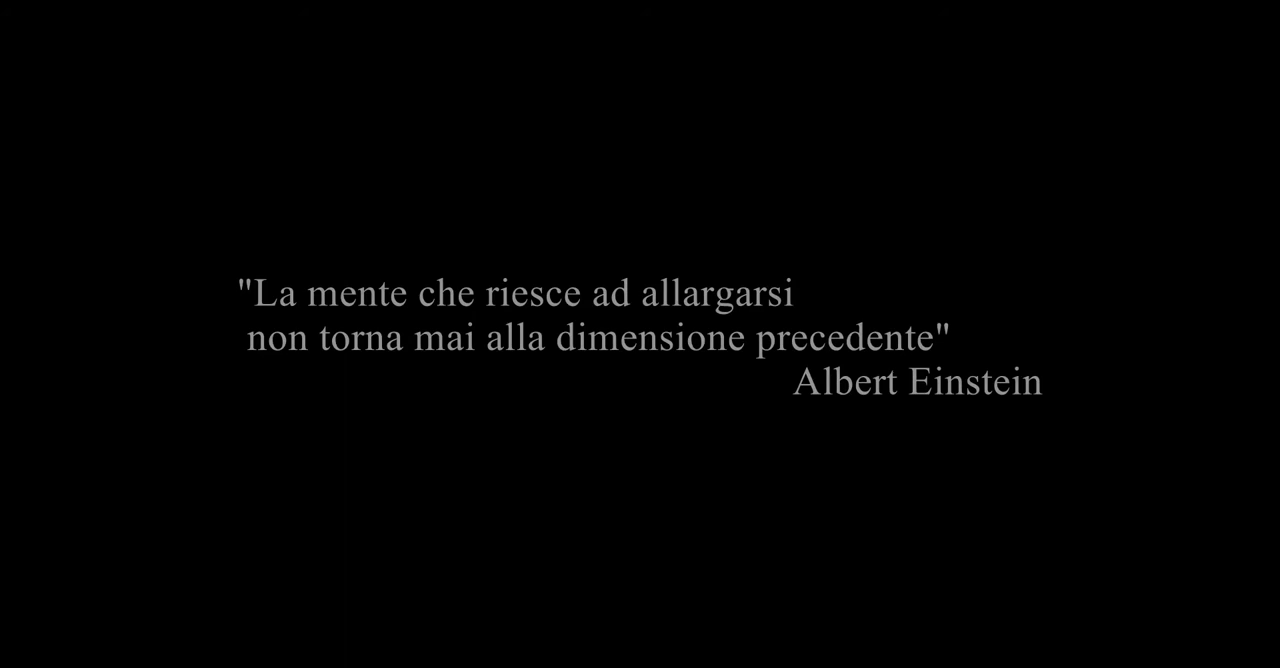 "La mente che riesce ad allargarsi
non torna mai alla dimensione precedente"
Albert Einstein